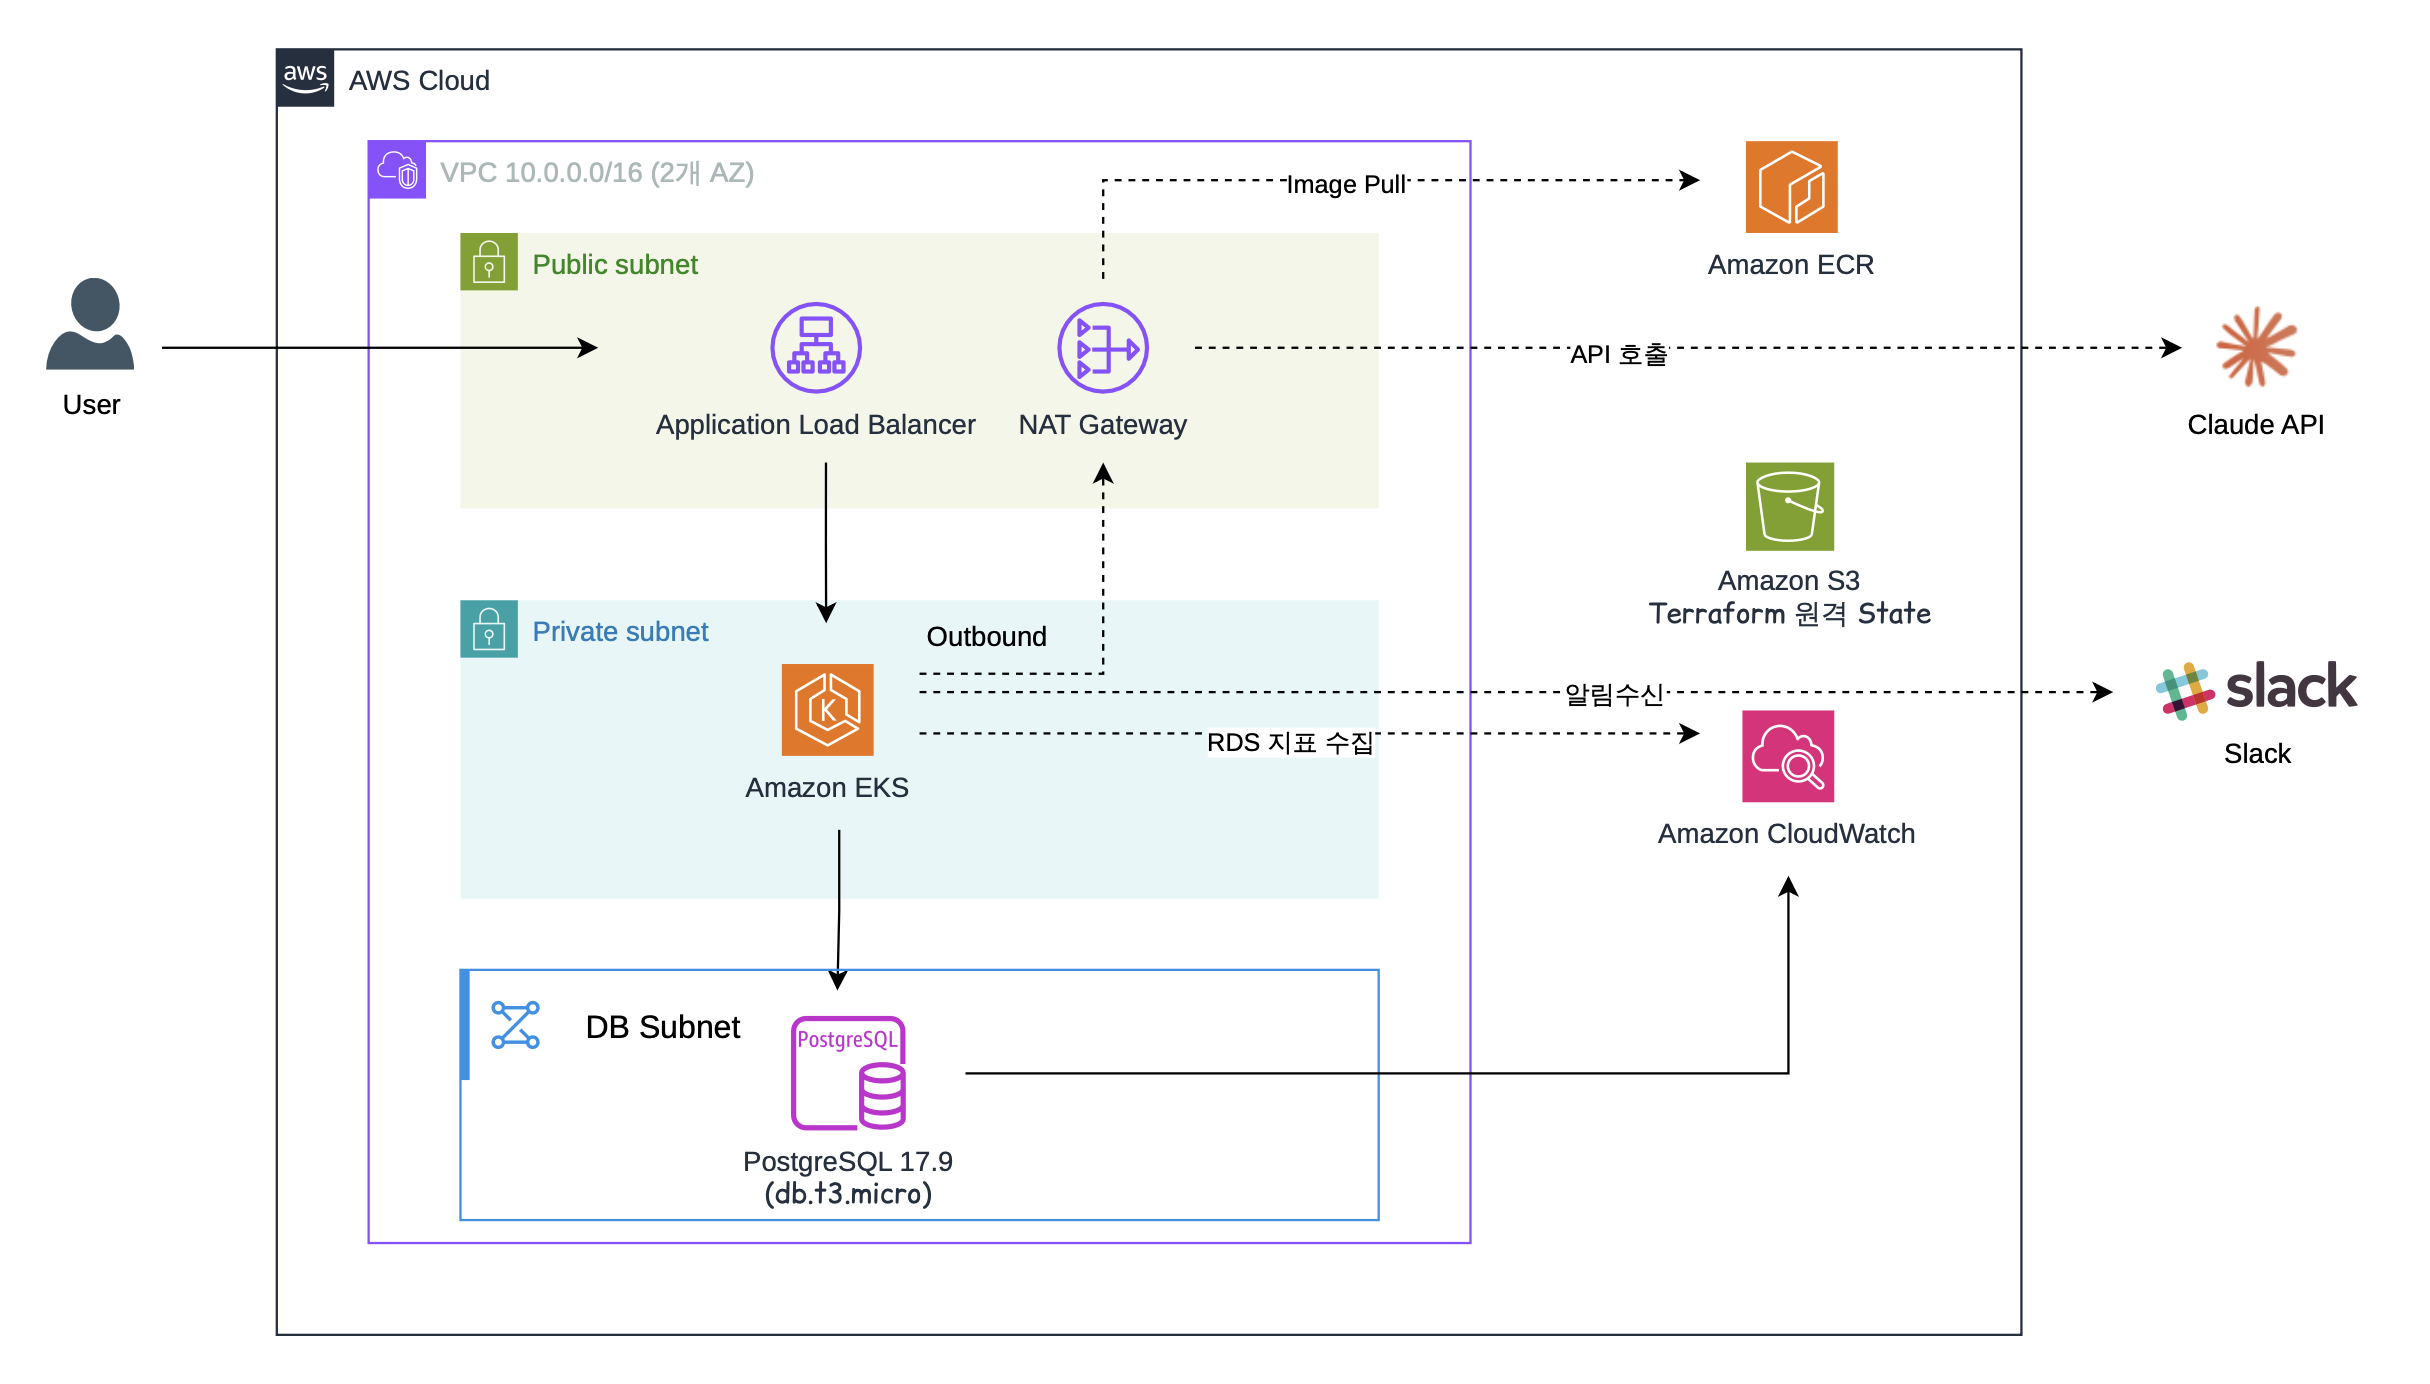 aws
AWS Cloud
VPC 10.0.0.0/16 (2개 AZ)
Image Pull
Amazon ECR
Public subnet
API 호출
User
Application Load Balancer
NAT Gateway
Claude API
Amazon S3
Terraform 원격 State
Private subnet
Outbound
알림수신
slack
Slack
K
RDS 지표 수집
Amazon EKS
Amazon CloudWatch
DB Subnet
PostgreSQL
PostgreSQL 17.9
(db.t3.micro)